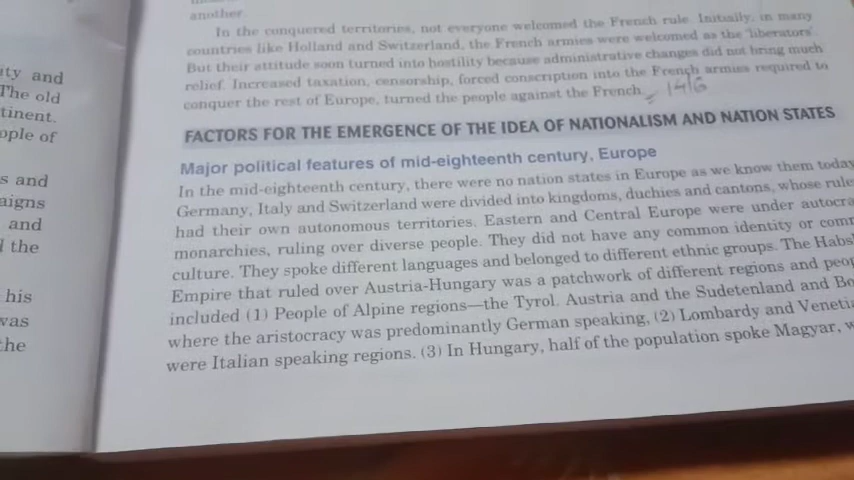 another.
In the conquered territories, not everyone welcomed the French rule. Initially, in many
countries like Holland and Switzerland, the French armies were welcomed as the 'liberators'.
But their attitude soon turned into hostility because administrative changes did not bring much
relief. Increased taxation, censorship, forced conscription into the French armies required to
conquer the rest of Europe, turned the people against the French.
FACTORS FOR THE EMERGENCE OF THE IDEA OF NATIONALISM AND NATION STATES
Major political features of mid-eighteenth century, Europe
In the mid-eighteenth century, there were no nation states in Europe as we know them today
Germany, Italy and Switzerland were divided into kingdoms, duchies and cantons, whose rule
had their own autonomous territories. Eastern and Central Europe were under autocra
monarchies, ruling over diverse people. They did not have any common identity or com
culture. They spoke different languages and belonged to different ethnic groups. The Habs
Empire that ruled over Austria-Hungary was a patchwork of different regions and peop
included (1) People of Alpine regions—the Tyrol. Austria and the Sudetenland and Bo
where the aristocracy was predominantly German speaking, (2) Lombardy and Venetia
were Italian speaking regions. (3) In Hungary, half of the population spoke Magyar, w
ity and
The old
tinent.
ople of
s and
aigns
and
the
his
was
the